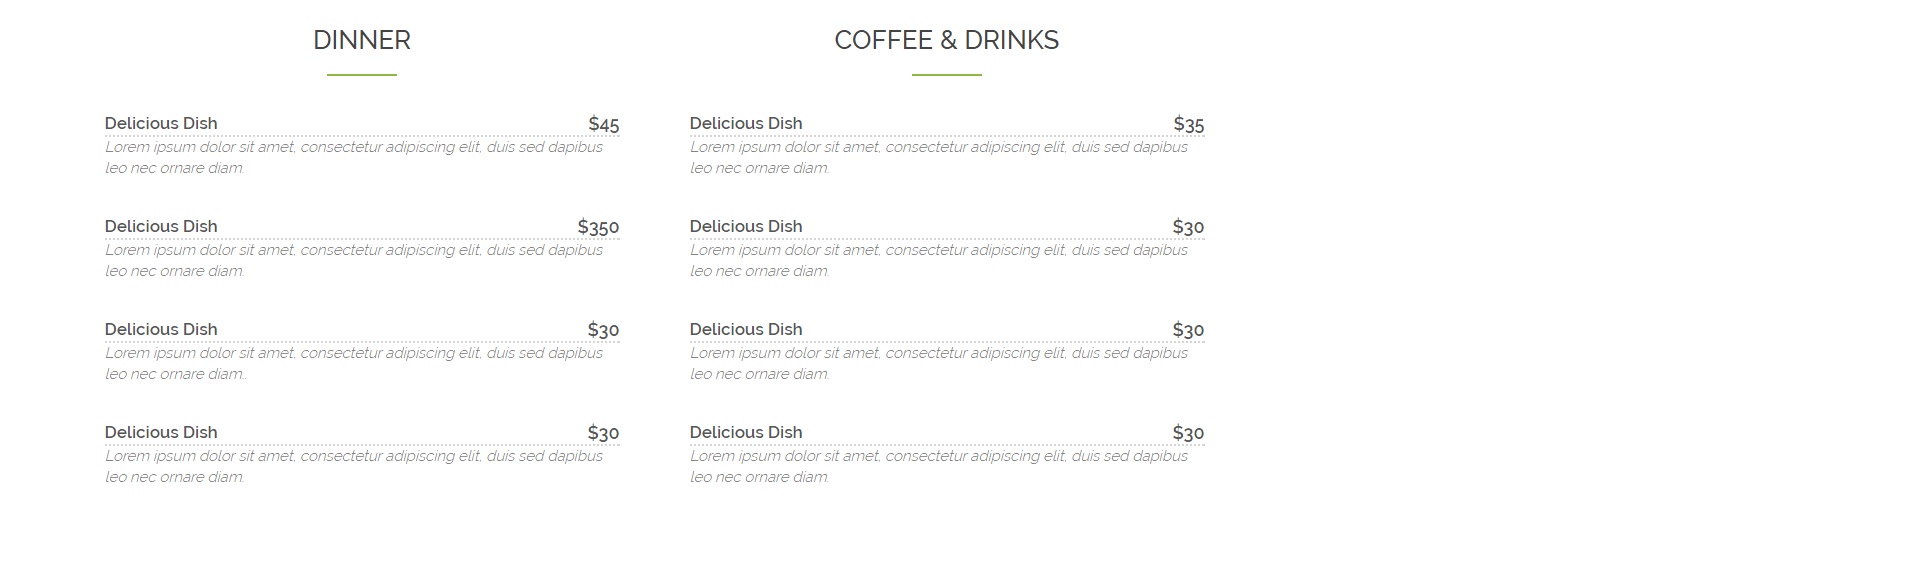 DINNER
Delicious Dish $45
Lorem ipsum dolor sit amet, consectetur adipiscing elit, duis sed dapibus
leo nec ornare diam.
Delicious Dish $350
Lorem ipsum dolor sit amet, consectetur adipiscing elit, duis sed dapibus
leo nec ornare diam.
Delicious Dish $30
Lorem ipsum dolor sit amet, consectetur adipiscing elit, duis sed dapibus
leo nec ornare diam..
Delicious Dish $30
Lorem ipsum dolor sit amet, consectetur adipiscing elit, duis sed dapibus
leo nec ornare diam.
COFFEE & DRINKS
Delicious Dish $35
Lorem ipsum dolor sit amet, consectetur adipiscing elit, duis sed dapibus
leo nec ornare diam.
Delicious Dish $30
Lorem ipsum dolor sit amet, consectetur adipiscing elit, duis sed dapibus
leo nec ornare diam.
Delicious Dish $30
Lorem ipsum dolor sit amet, consectetur adipiscing elit, duis sed dapibus
leo nec ornare diam.
Delicious Dish $30
Lorem ipsum dolor sit amet, consectetur adipiscing elit, duis sed dapibus
leo nec ornare diam.